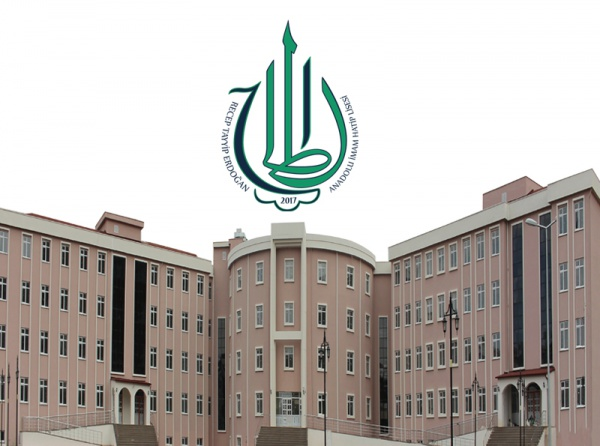 RECEP TAYYİP ERDOĞAN
ANADOLU İMAM HATİP LİSESİ
2017